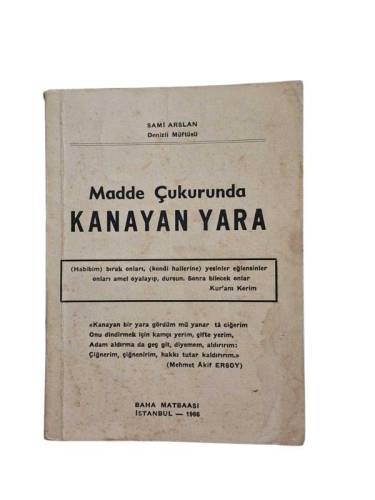 SAMİ ARSLAN
Denizli Müftüsü
Madde Çukurunda
KANAYAN YARA
(Habibim) bırak onları, (kendi hallerine) yesinler eğlensinler
onları amel oyalayıp, dursun. Sonra bilecek onlar
Kur'anı Kerim
«Kanayan bir yara gördüm mü yanar tâ ciğerim
Onu dindirmek için kamçı yerim, çifte yerim,
Adam aldırma da geç git, diyemem, aldırırım:
Çiğnerim, çiğnenirim, hakkı tutar kaldırırım.»
(Mehmet Âkif ERSOY)
BAHA MATBAASI
İSTANBUL — 1966